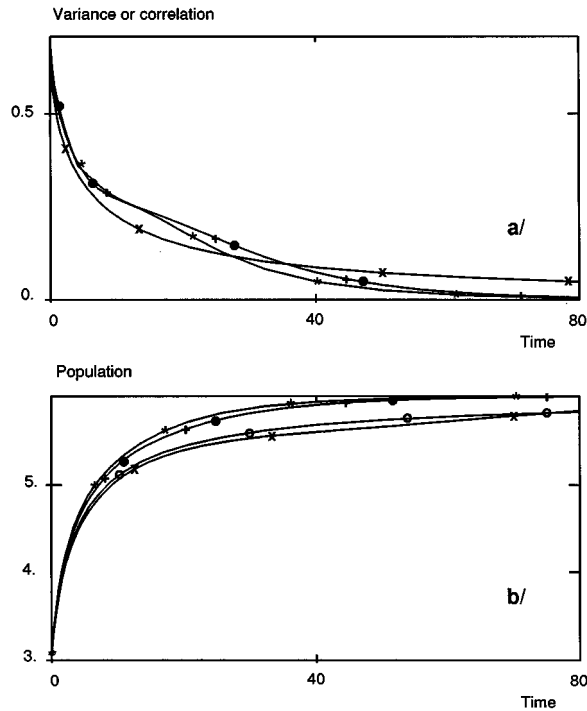 Variance or correlation
0.5
a/
0.
0 40 80
Time
Population
5.
4.
b/
3.
0 40 80
Time